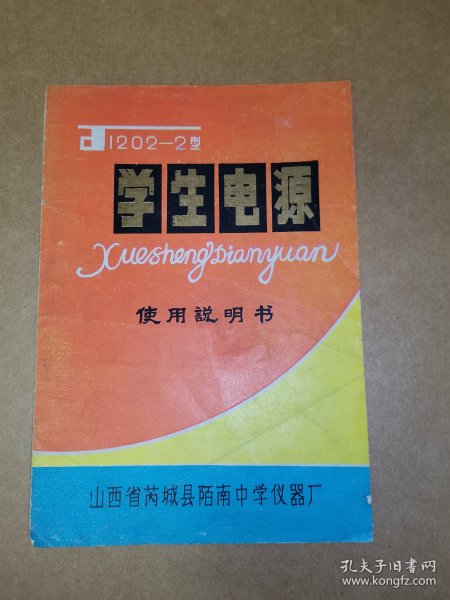 J1202-2型
学生电源
XueshengDianyuan
使用説明书
山西省芮城县陌南中学仪器厂
孔夫子旧书网
www.kongfz.com